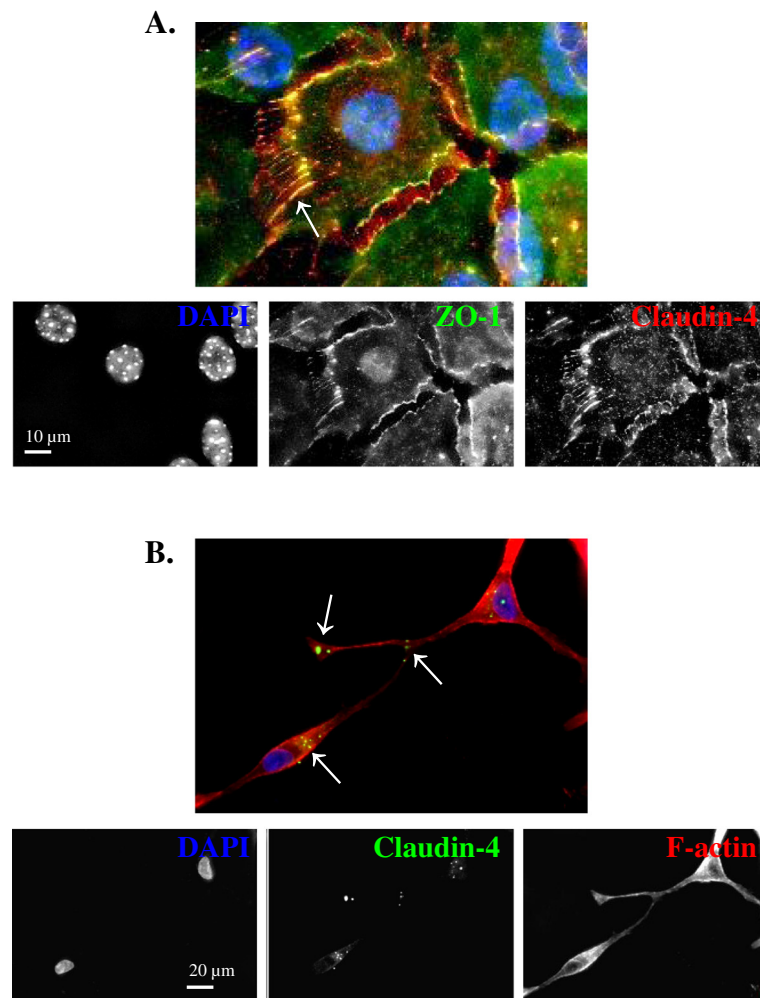 A.
DAPI
ZO-1
Claudin-4
10 µm
B.
DAPI
Claudin-4
F-actin
20 µm